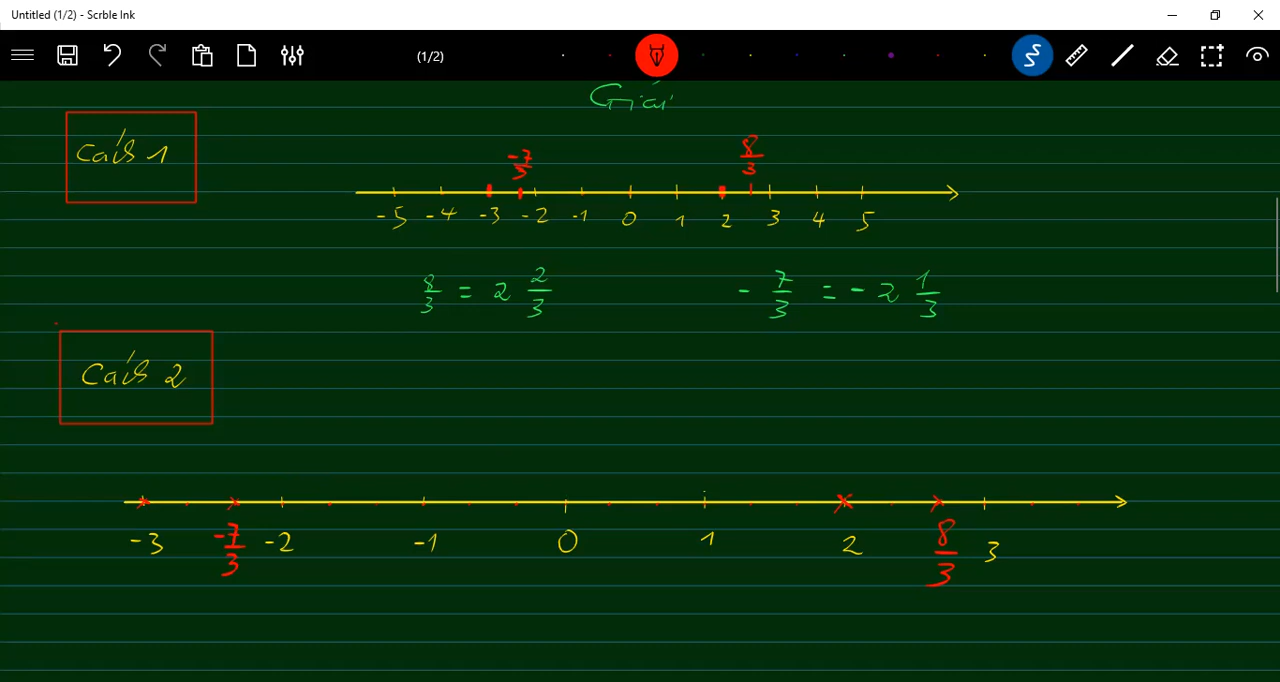 Untitled (1/2) - Scrble Ink
(1/2)
Giải
Cách 1
-7/3 8/3
-5 -4 -3 -2 -1 0 1 2 3 4 5
8/3 = 2 2/3 - 7/3 = - 2 1/3
Cách 2
-3 -7/3 -2 -1 0 1 2 8/3 3